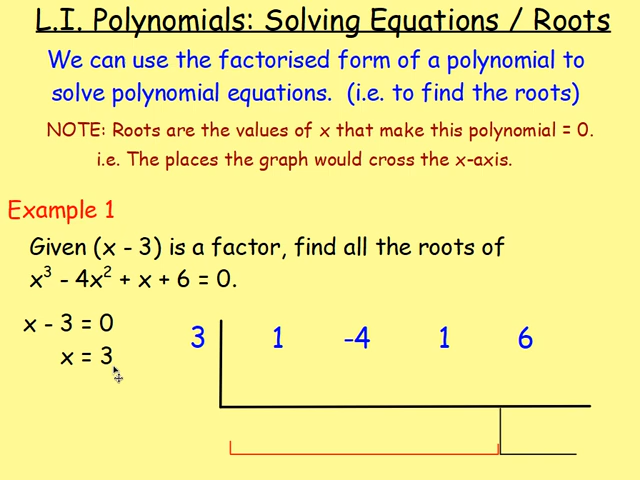 L.I. Polynomials: Solving Equations / Roots
We can use the factorised form of a polynomial to
solve polynomial equations. (i.e. to find the roots)
NOTE: Roots are the values of x that make this polynomial = 0.
i.e. The places the graph would cross the x-axis.
Example 1
Given (x - 3) is a factor, find all the roots of
x³ - 4x² + x + 6 = 0.
x - 3 = 0
x = 3
3 1 -4 1 6